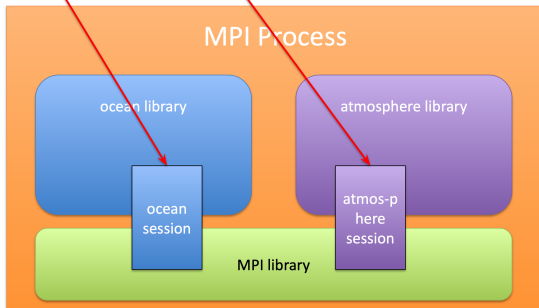 MPI Process
ocean library
atmosphere library
ocean
session
atmos-p
here
session
MPI library